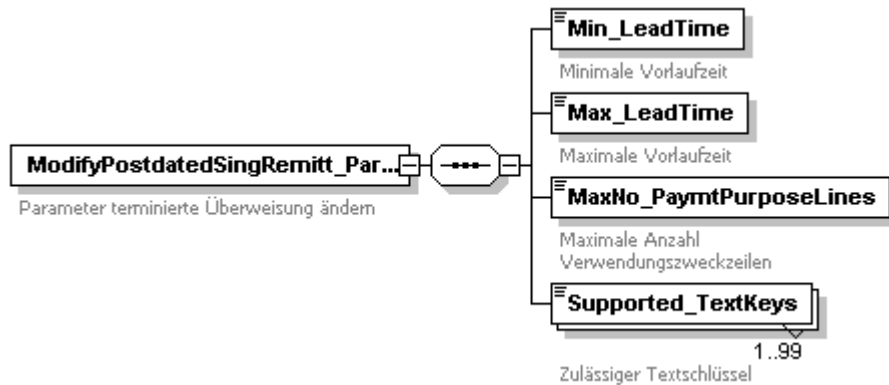 Min_LeadTime
Minimale Vorlaufzeit
Max_LeadTime
Maximale Vorlaufzeit
ModifyPostdatedSingRemitt_Par...
Parameter terminierte Überweisung ändern
MaxNo_PaymtPurposeLines
Maximale Anzahl
Verwendungszweckzeilen
Supported_TextKeys
1..99
Zulässiger Textschlüssel